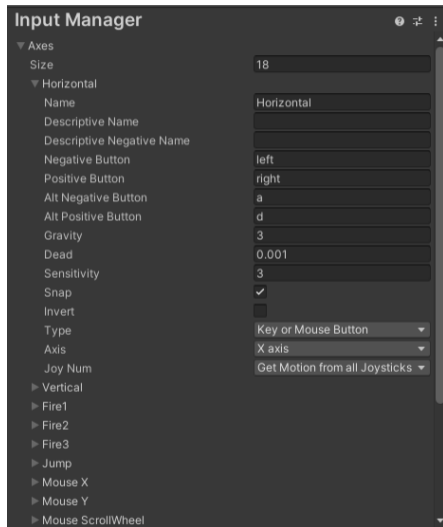 Input Manager
Axes
Size 18
Horizontal
Name Horizontal
Descriptive Name
Descriptive Negative Name
Negative Button left
Positive Button right
Alt Negative Button a
Alt Positive Button d
Gravity 3
Dead 0.001
Sensitivity 3
Snap
Invert
Type Key or Mouse Button
Axis X axis
Joy Num Get Motion from all Joysticks
Vertical
Fire1
Fire2
Fire3
Jump
Mouse X
Mouse Y
Mouse ScrollWheel